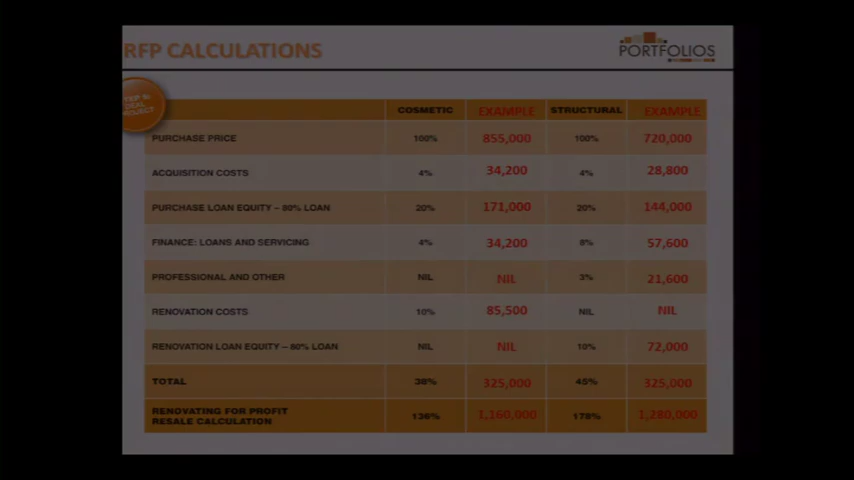 RFP CALCULATIONS
PORTFOLIOS
STEP 5:
DEAL
PROJECT
COSMETIC EXAMPLE STRUCTURAL EXAMPLE
PURCHASE PRICE 100% 855,000 100% 720,000
ACQUISITION COSTS 4% 34,200 4% 28,800
PURCHASE LOAN EQUITY – 80% LOAN 20% 171,000 20% 144,000
FINANCE: LOANS AND SERVICING 4% 34,200 8% 57,600
PROFESSIONAL AND OTHER NIL NIL 3% 21,600
RENOVATION COSTS 10% 85,500 NIL NIL
RENOVATION LOAN EQUITY – 80% LOAN NIL NIL 10% 72,000
TOTAL 38% 325,000 45% 325,000
RENOVATING FOR PROFIT
RESALE CALCULATION 136% 1,160,000 178% 1,280,000